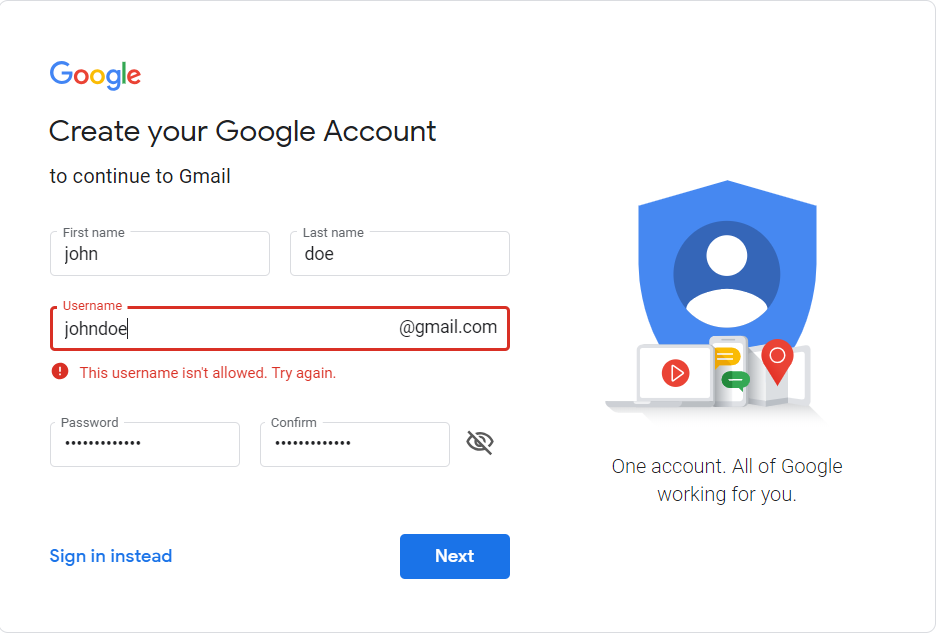 Google
Create your Google Account
to continue to Gmail
First name
john
Last name
doe
Username
johndoe
@gmail.com
This username isn't allowed. Try again.
Password
•••••••••••••
Confirm
•••••••••••••
Sign in instead
Next
One account. All of Google
working for you.